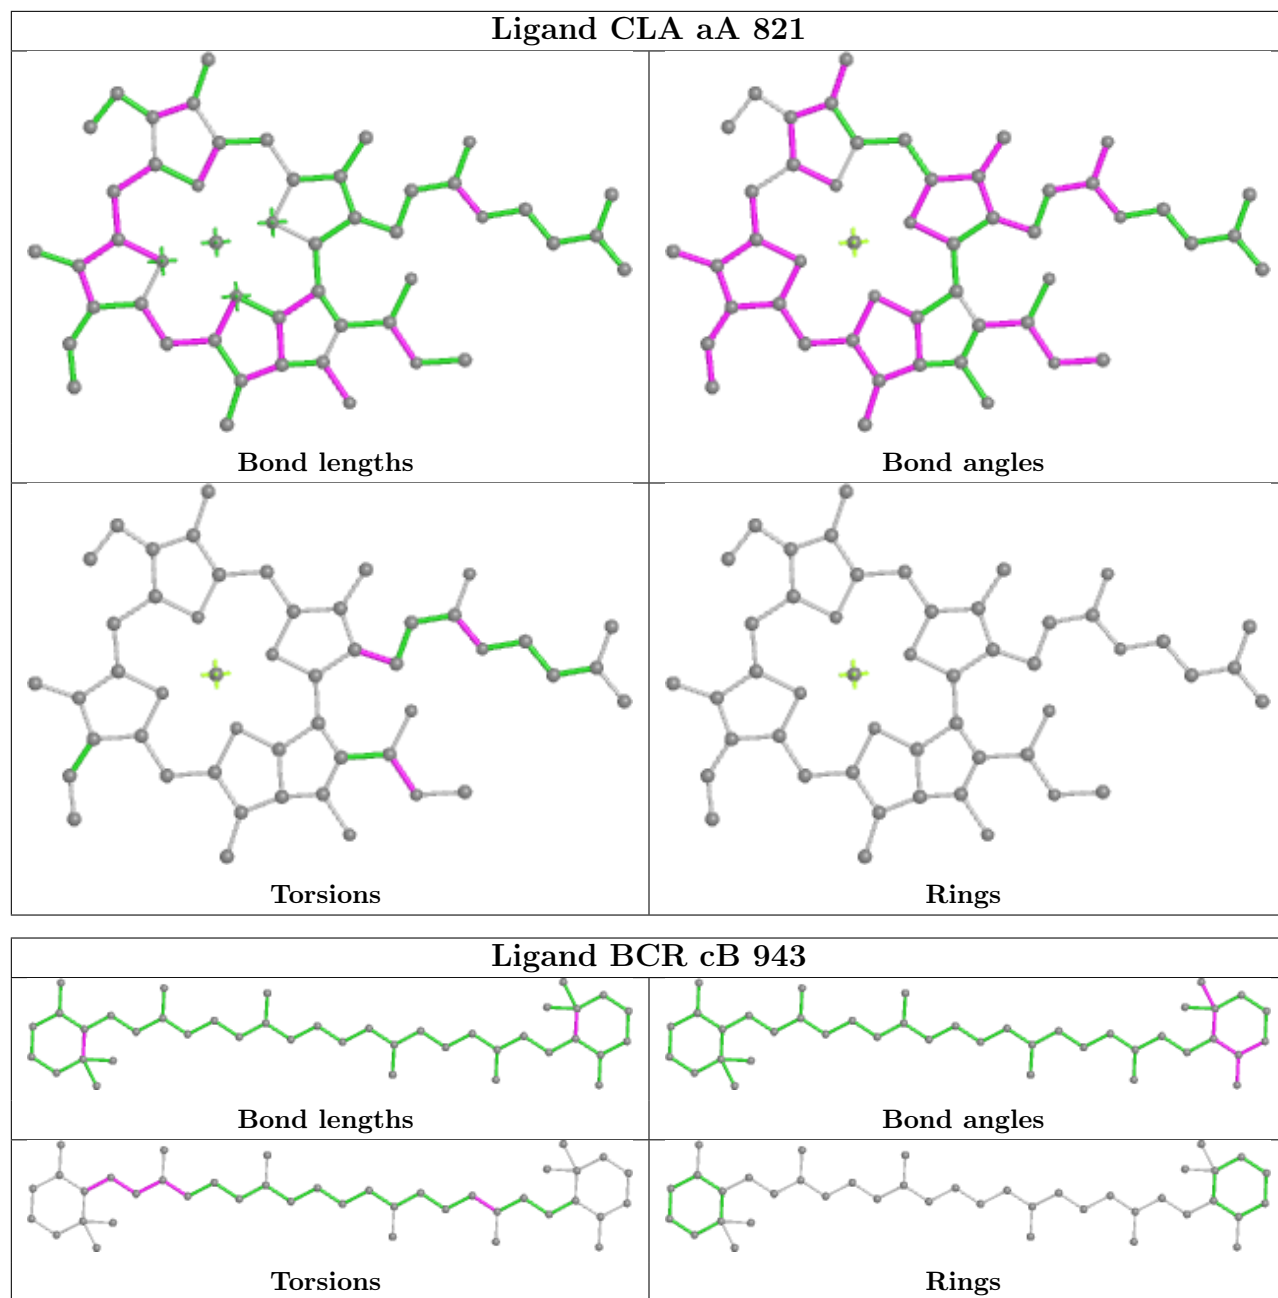 Ligand CLA aA 821
Bond lengths
Bond angles
Torsions
Rings
Ligand BCR cB 943
Bond lengths
Bond angles
Torsions
Rings